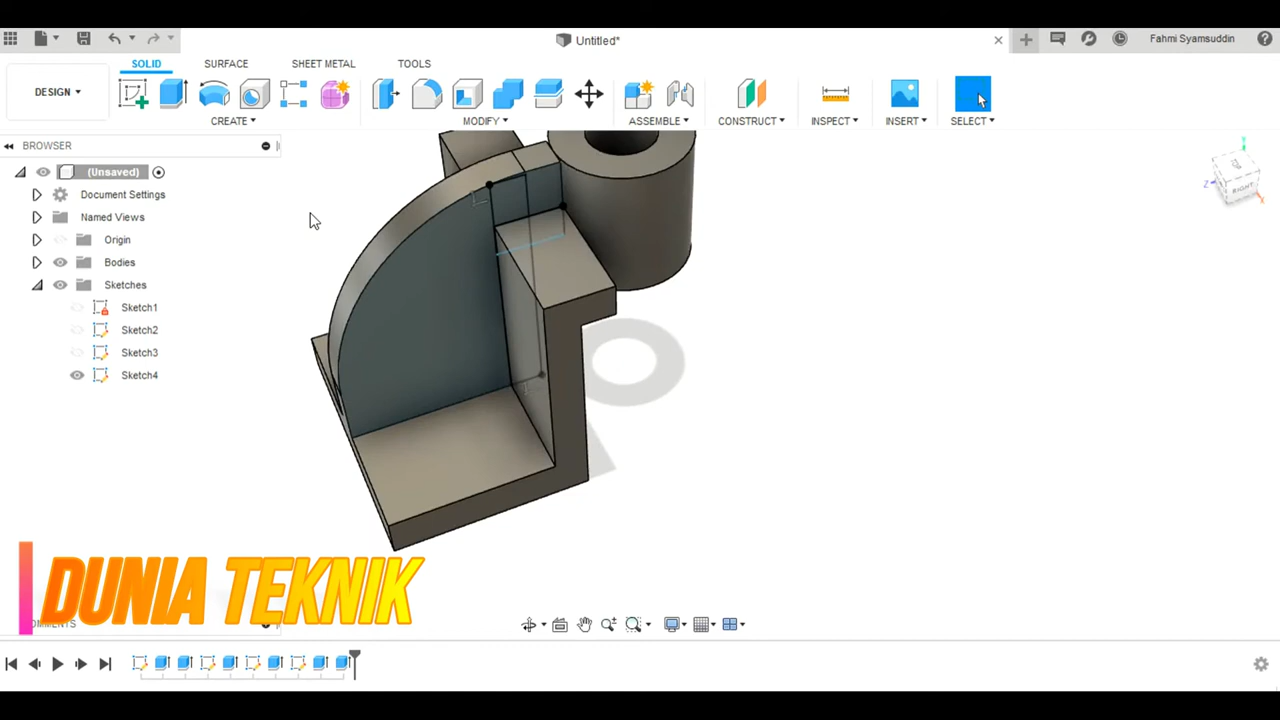 Untitled*
Fahmi Syamsuddin
SOLID
SURFACE
SHEET METAL
TOOLS
DESIGN
CREATE
MODIFY
ASSEMBLE
CONSTRUCT
INSPECT
INSERT
SELECT
BROWSER
(Unsaved)
Document Settings
Named Views
Origin
Bodies
Sketches
Sketch1
Sketch2
Sketch3
Sketch4
Z
Y
X
RIGHT
DUNIA TEKNIK